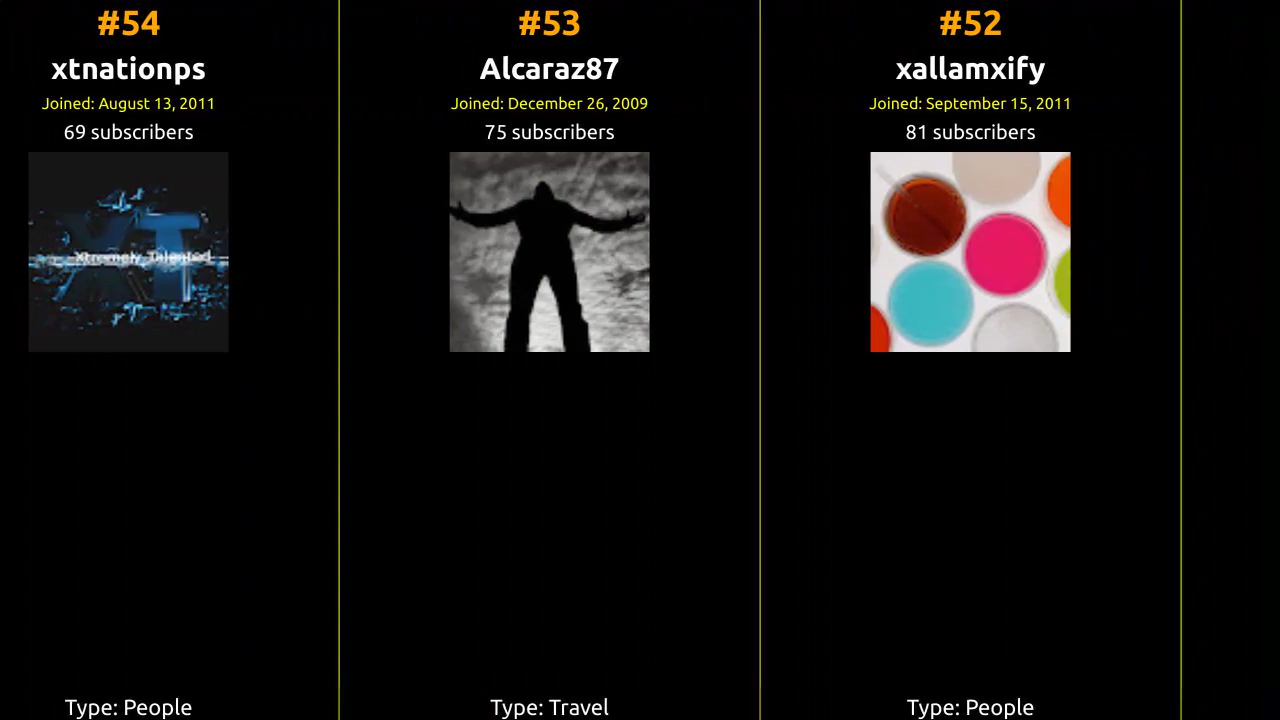 #54
xtnationps
Joined: August 13, 2011
69 subscribers
XT
Xtremely Talented
Type: People
#53
Alcaraz87
Joined: December 26, 2009
75 subscribers
Type: Travel
#52
xallamxify
Joined: September 15, 2011
81 subscribers
Type: People